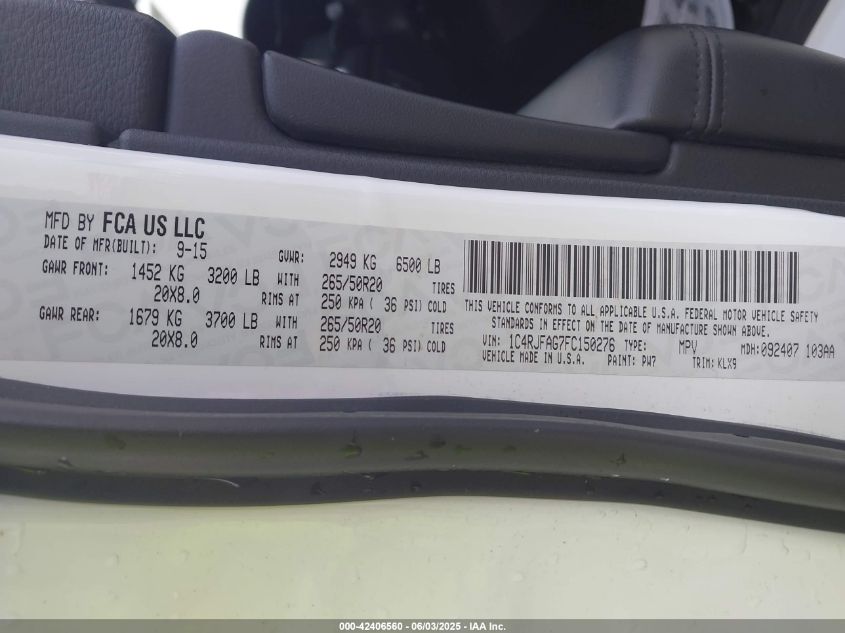 MFD BY FCA US LLC
DATE OF MFR(BUILT): 9-15 GVWR: 2949 KG 6500 LB
GAWR FRONT: 1452 KG 3200 LB WITH 265/50R20 TIRES
20X8.0 RIMS AT 250 KPA ( 36 PSI) COLD
GAWR REAR: 1679 KG 3700 LB WITH 265/50R20 TIRES
20X8.0 RIMS AT 250 KPA ( 36 PSI) COLD
THIS VEHICLE CONFORMS TO ALL APPLICABLE U.S.A. FEDERAL MOTOR VEHICLE SAFETY
STANDARDS IN EFFECT ON THE DATE OF MANUFACTURE SHOWN ABOVE.
VIN: 1C4RJFAG7FC150276 TYPE: MPV MDH:092407 103AA
VEHICLE MADE IN U.S.A. PAINT: PW7 TRIM: KLX9
000-42406560 - 06/03/2025 - IAA Inc.